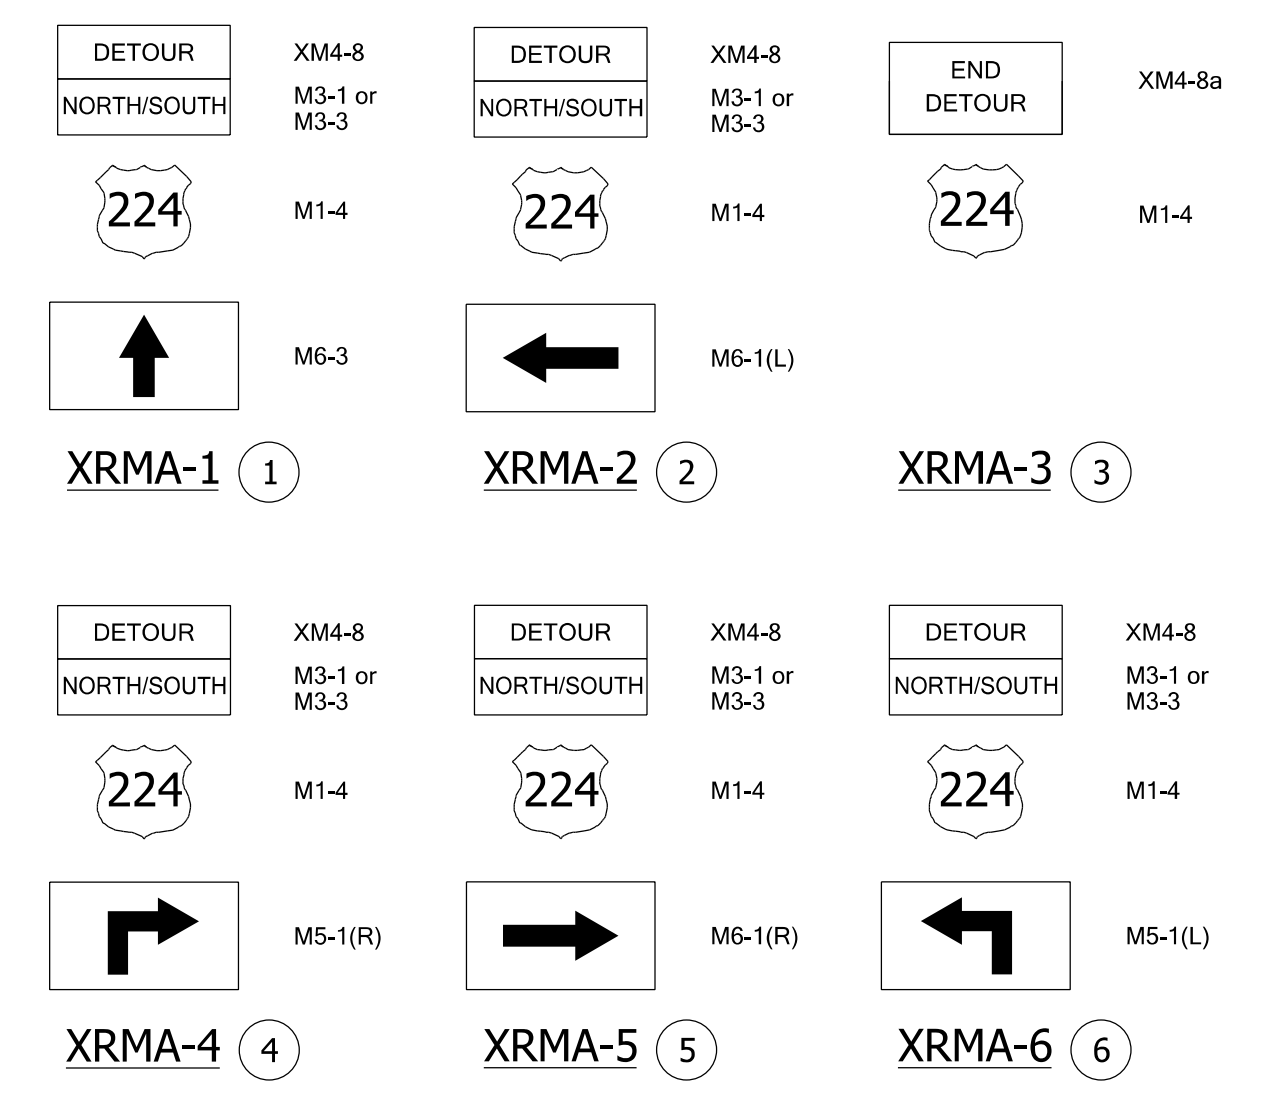 DETOUR
XM4-8
NORTH/SOUTH
M3-1 or
M3-3
224
M1-4
M6-3
XRMA-1 1
DETOUR
XM4-8
NORTH/SOUTH
M3-1 or
M3-3
224
M1-4
M6-1(L)
XRMA-2 2
END
DETOUR
XM4-8a
224
M1-4
XRMA-3 3
DETOUR
XM4-8
NORTH/SOUTH
M3-1 or
M3-3
224
M1-4
M5-1(R)
XRMA-4 4
DETOUR
XM4-8
NORTH/SOUTH
M3-1 or
M3-3
224
M1-4
M6-1(R)
XRMA-5 5
DETOUR
XM4-8
NORTH/SOUTH
M3-1 or
M3-3
224
M1-4
M5-1(L)
XRMA-6 6